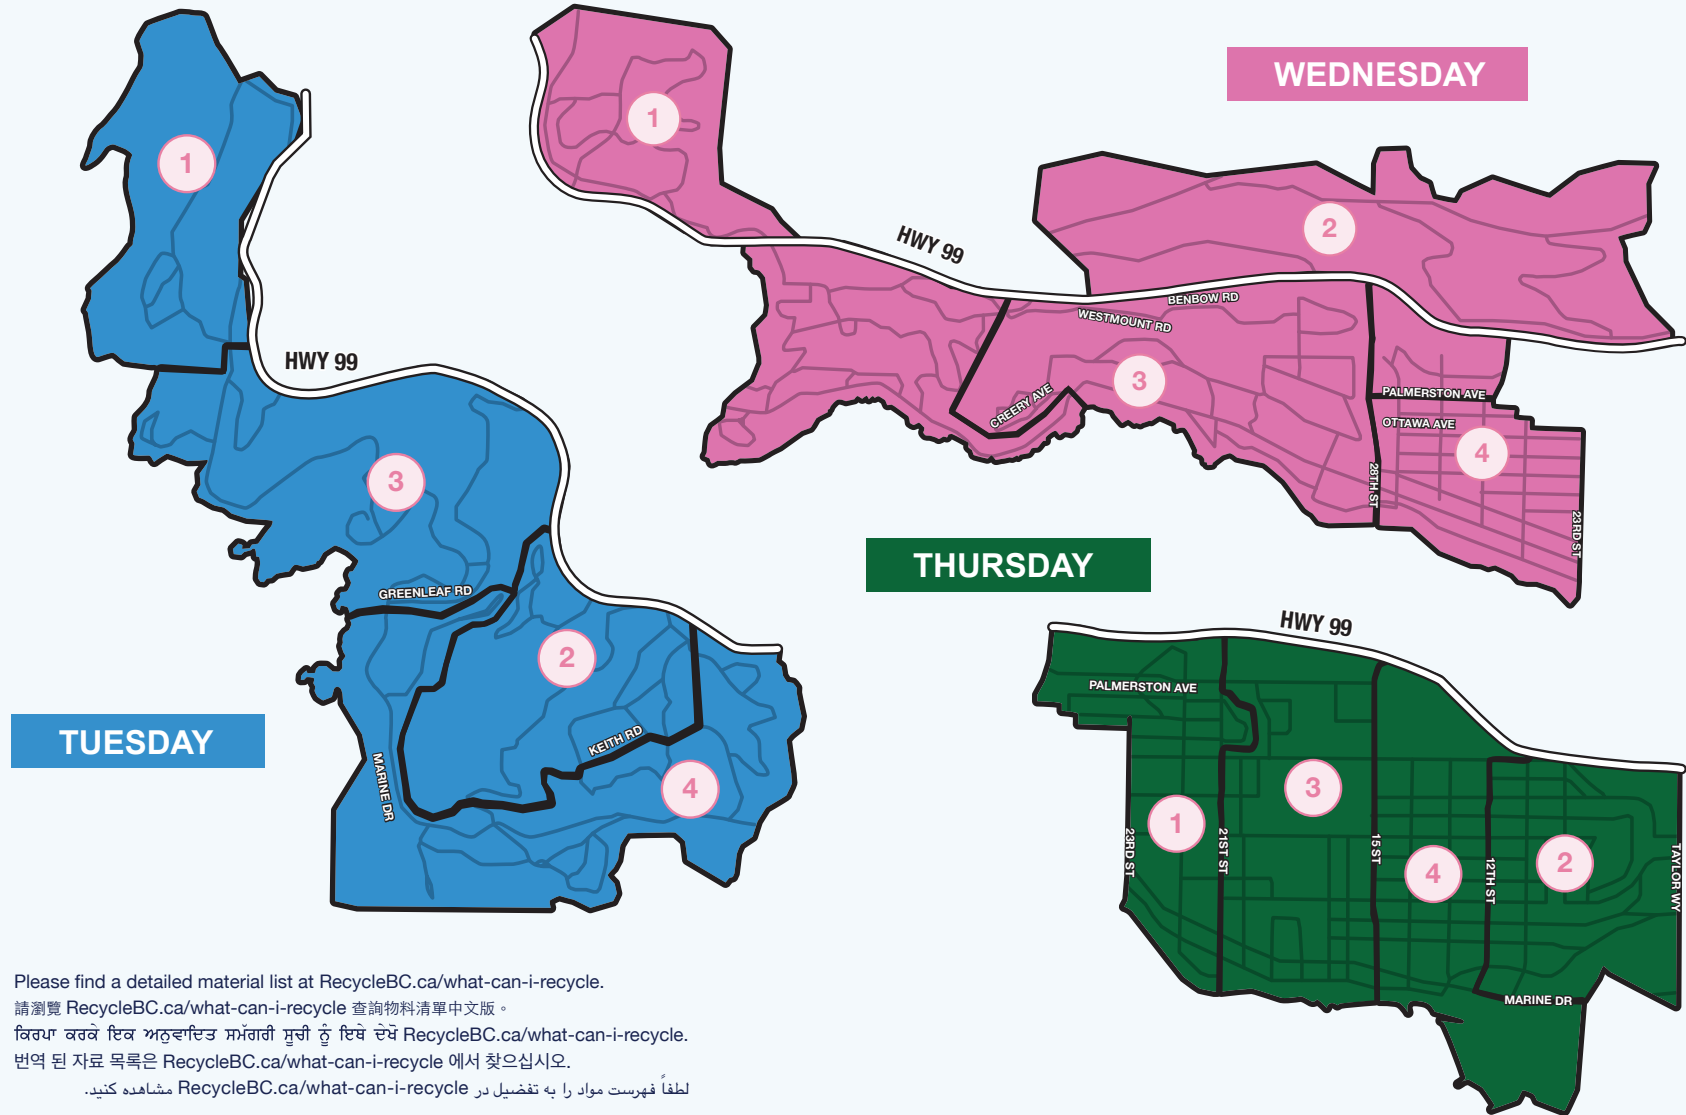 WEDNESDAY
1
1
HWY 99
2
BENBOW RD
WESTMOUNT RD
3
CREERY AVE
PALMERSTON AVE
OTTAWA AVE
4
28TH ST
23RD ST
HWY 99
3
GREENLEAF RD
2
KEITH RD
MARINE DR
4
TUESDAY
THURSDAY
HWY 99
PALMERSTON AVE
3
1
23RD ST
21ST ST
15 ST
4
12TH ST
2
TAYLOR WY
MARINE DR
Please find a detailed material list at RecycleBC.ca/what-can-i-recycle.
請瀏覽 RecycleBC.ca/what-can-i-recycle 查詢物料清單中文版。
ਕਿਰਪਾ ਕਰਕੇ ਇਕ ਅਨੁਵਾਦਿਤ ਸਮੱਗਰੀ ਸੂਚੀ ਨੂੰ ਇਥੇ ਦੇਖੋ RecycleBC.ca/what-can-i-recycle.
번역 된 자료 목록은 RecycleBC.ca/what-can-i-recycle 에서 찾으십시오.
لطفاً فهرست مواد را به تفضیل در RecycleBC.ca/what-can-i-recycle مشاهده کنید.